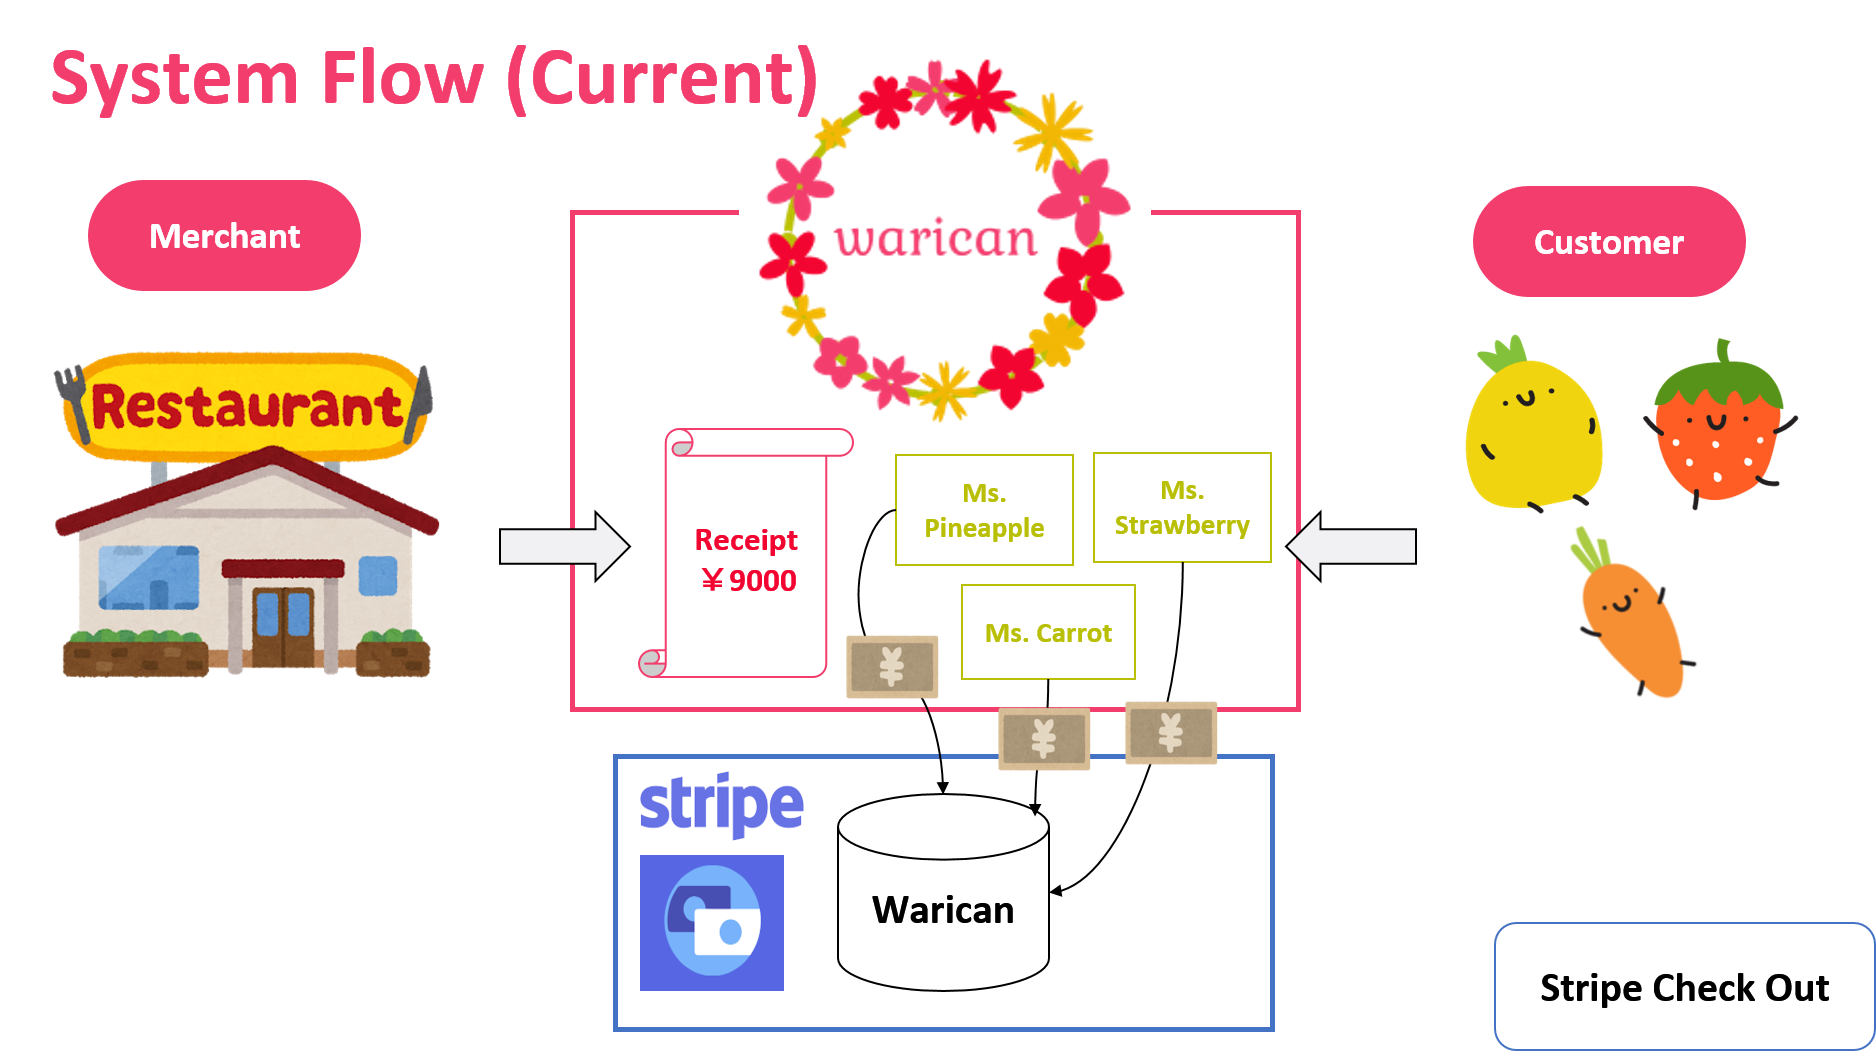 System Flow (Current)
warican
Merchant
Customer
Restaurant
Receipt
￥9000
Ms.
Pineapple
Ms.
Strawberry
Ms. Carrot
¥
¥
¥
stripe
Warican
Stripe Check Out